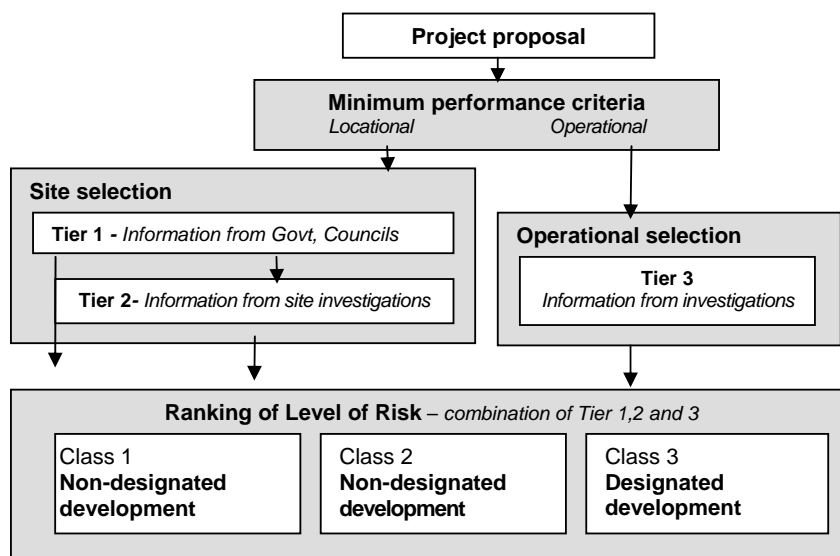 Project proposal
Minimum performance criteria
Locational Operational
Site selection
Tier 1 - Information from Govt, Councils
Tier 2- Information from site investigations
Operational selection
Tier 3
Information from investigations
Ranking of Level of Risk – combination of Tier 1,2 and 3
Class 1
Non-designated
development
Class 2
Non-designated
development
Class 3
Designated
development